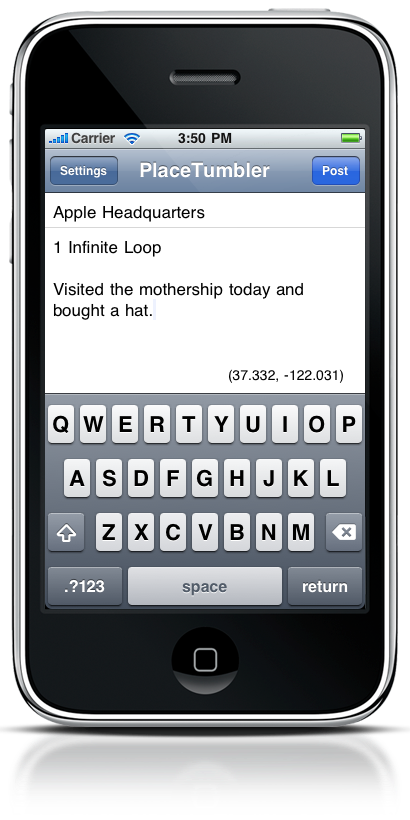 Carrier 3:50 PM
Settings PlaceTumbler Post
Apple Headquarters
1 Infinite Loop
Visited the mothership today and
bought a hat.
(37.332, -122.031)
Q W E R T Y U I O P
A S D F G H J K L
Z X C V B N M
.?123 space return